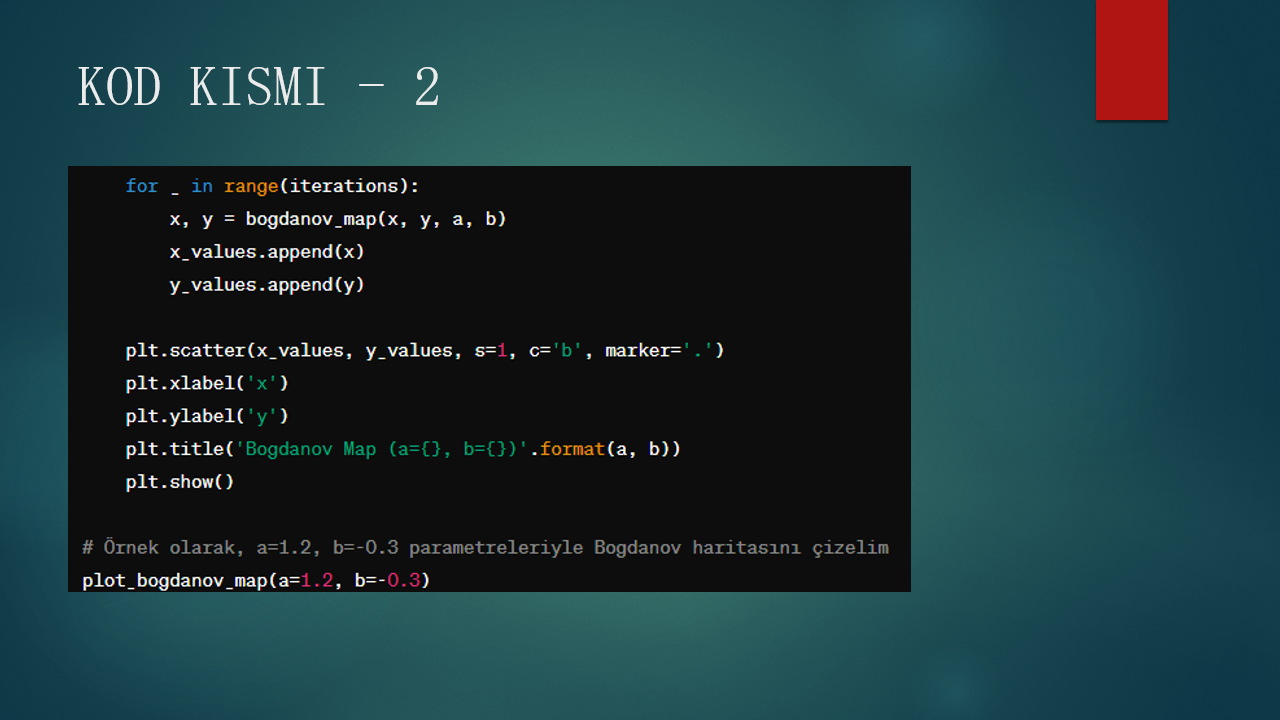 KOD KISMI - 2
for _ in range(iterations):
x, y = bogdanov_map(x, y, a, b)
x_values.append(x)
y_values.append(y)
plt.scatter(x_values, y_values, s=1, c='b', marker='.')
plt.xlabel('x')
plt.ylabel('y')
plt.title('Bogdanov Map (a={}, b={})'.format(a, b))
plt.show()
# Örnek olarak, a=1.2, b=-0.3 parametreleriyle Bogdanov haritasını çizelim
plot_bogdanov_map(a=1.2, b=-0.3)